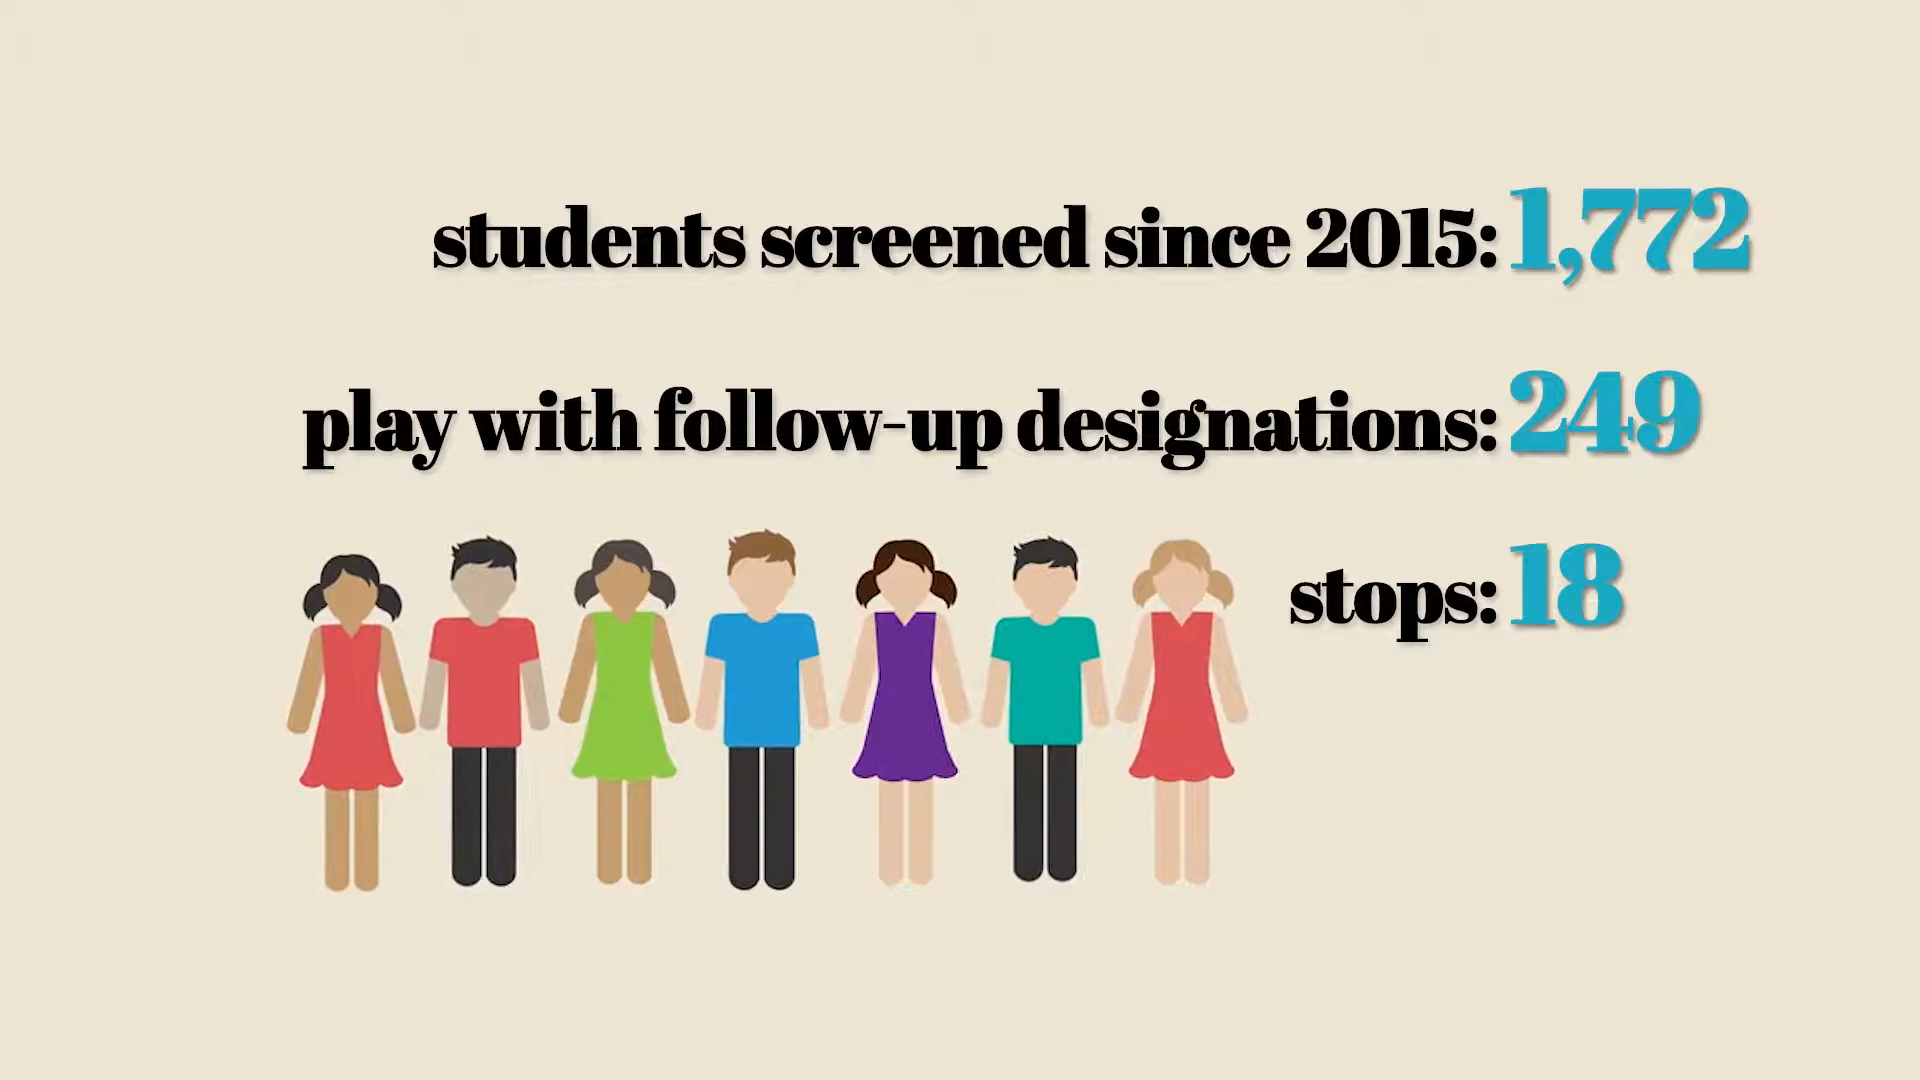 students screened since 2015: 1,772
play with follow-up designations: 249
stops: 18